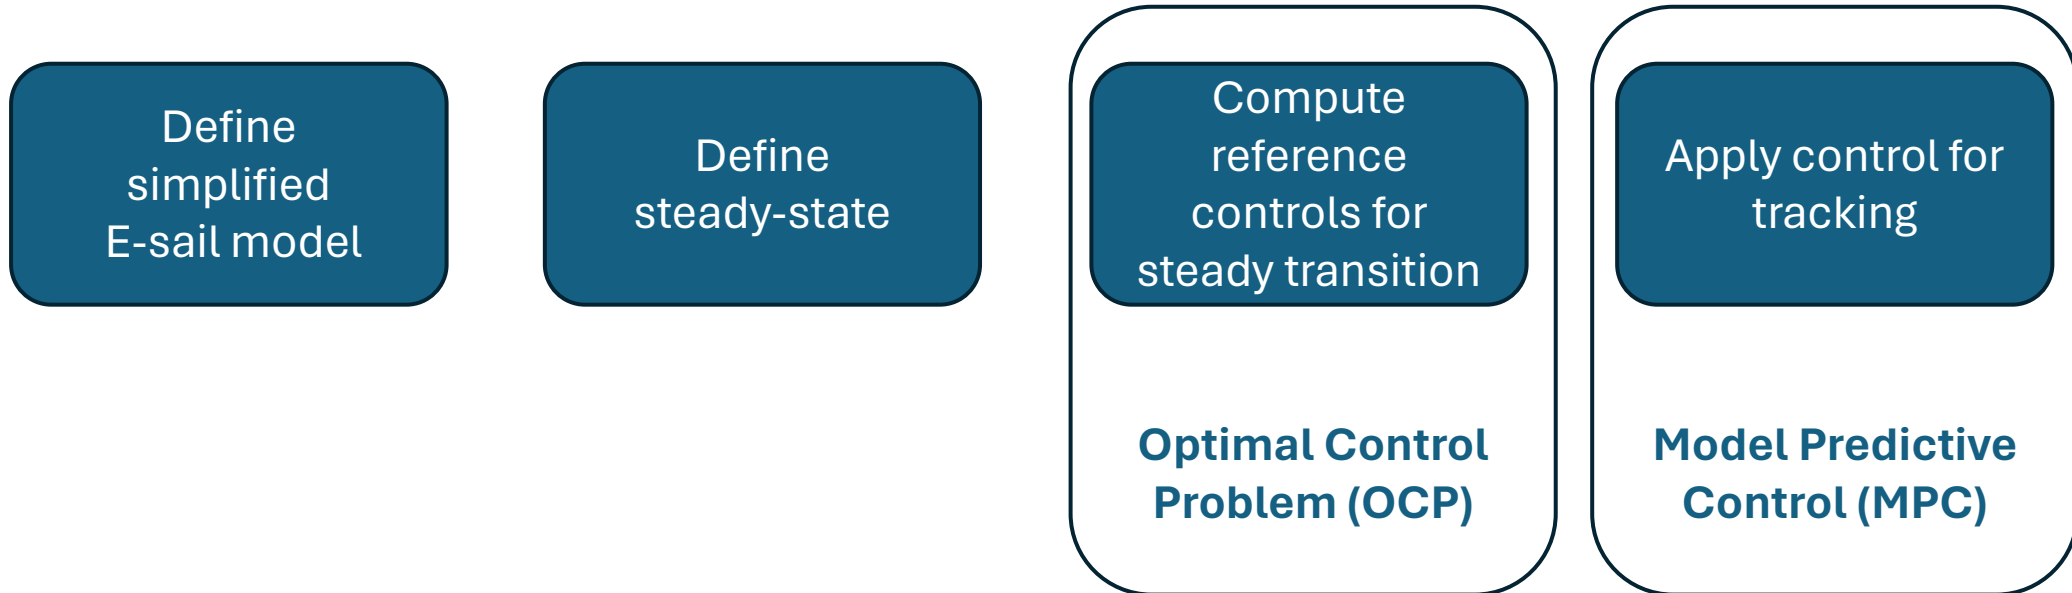 Define
simplified
E-sail model
Define
steady-state
Compute
reference
controls for
steady transition
Optimal Control
Problem (OCP)
Apply control for
tracking
Model Predictive
Control (MPC)